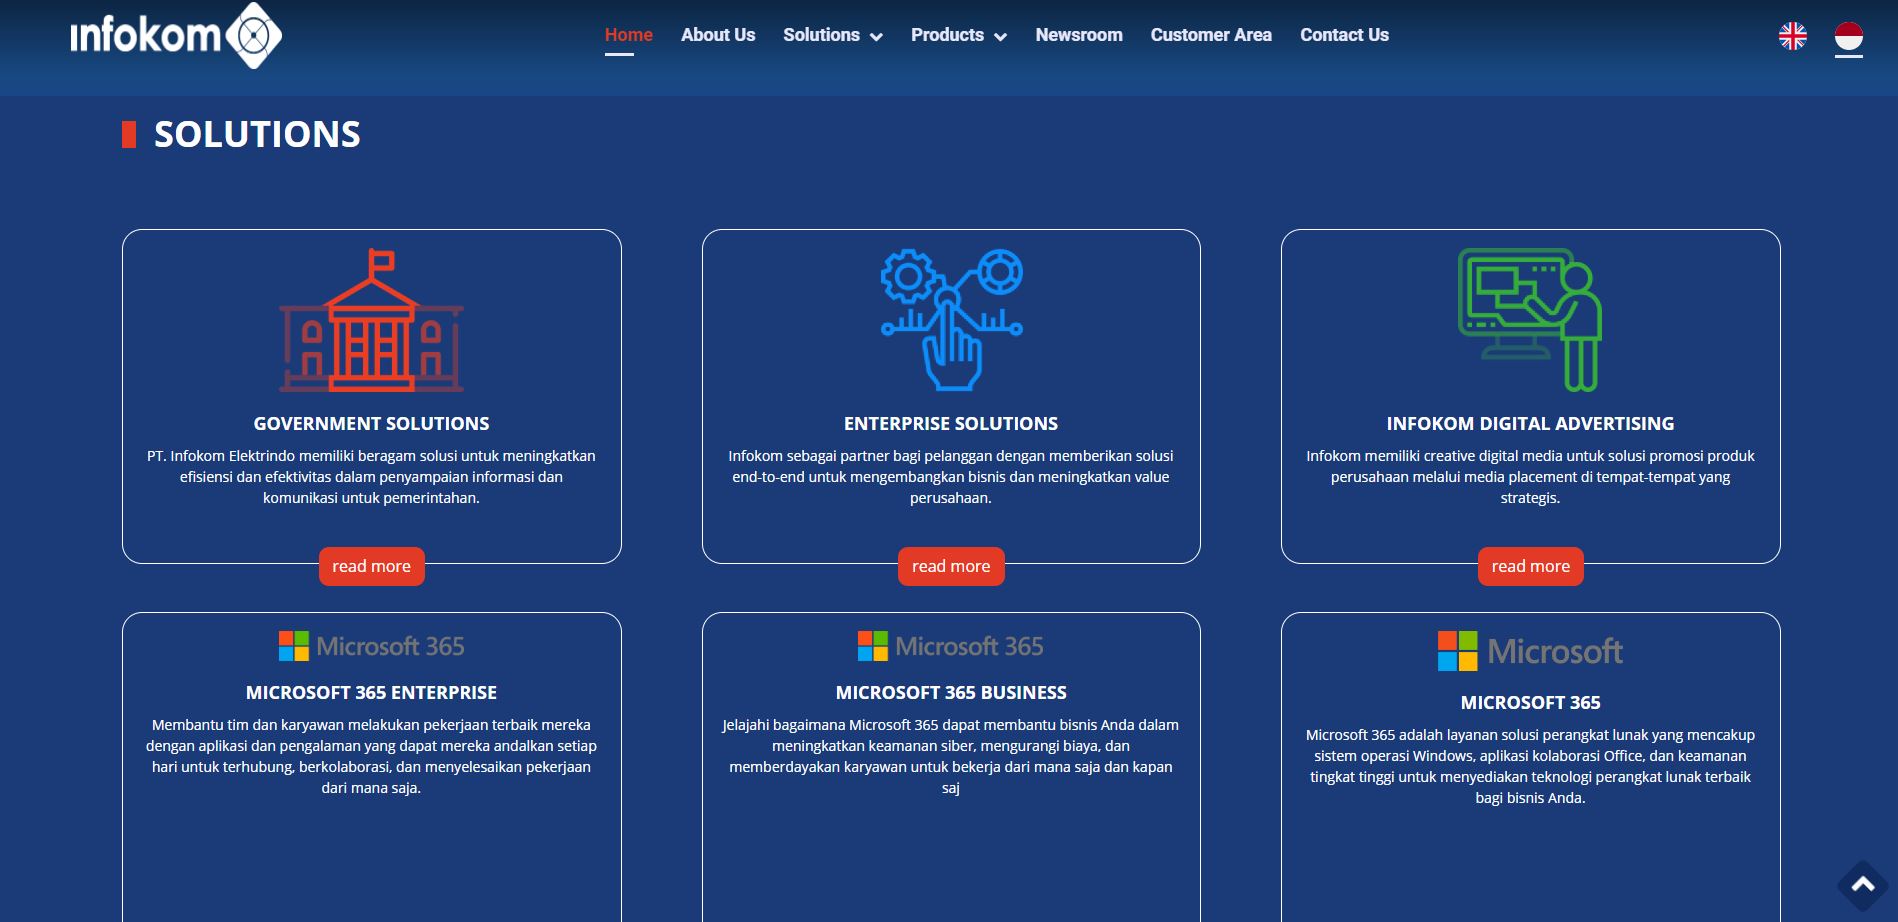 infokom
Home
About Us
Solutions
Products
Newsroom
Customer Area
Contact Us
SOLUTIONS
GOVERNMENT SOLUTIONS
PT. Infokom Elektrindo memiliki beragam solusi untuk meningkatkan
efisiensi dan efektivitas dalam penyampaian informasi dan
komunikasi untuk pemerintahan.
read more
ENTERPRISE SOLUTIONS
Infokom sebagai partner bagi pelanggan dengan memberikan solusi
end-to-end untuk mengembangkan bisnis dan meningkatkan value
perusahaan.
read more
INFOKOM DIGITAL ADVERTISING
Infokom memiliki creative digital media untuk solusi promosi produk
perusahaan melalui media placement di tempat-tempat yang
strategis.
read more
Microsoft 365
MICROSOFT 365 ENTERPRISE
Membantu tim dan karyawan melakukan pekerjaan terbaik mereka
dengan aplikasi dan pengalaman yang dapat mereka andalkan setiap
hari untuk terhubung, berkolaborasi, dan menyelesaikan pekerjaan
dari mana saja.
Microsoft 365
MICROSOFT 365 BUSINESS
Jelajahi bagaimana Microsoft 365 dapat membantu bisnis Anda dalam
meningkatkan keamanan siber, mengurangi biaya, dan
memberdayakan karyawan untuk bekerja dari mana saja dan kapan
saj
Microsoft
MICROSOFT 365
Microsoft 365 adalah layanan solusi perangkat lunak yang mencakup
sistem operasi Windows, aplikasi kolaborasi Office, dan keamanan
tingkat tinggi untuk menyediakan teknologi perangkat lunak terbaik
bagi bisnis Anda.